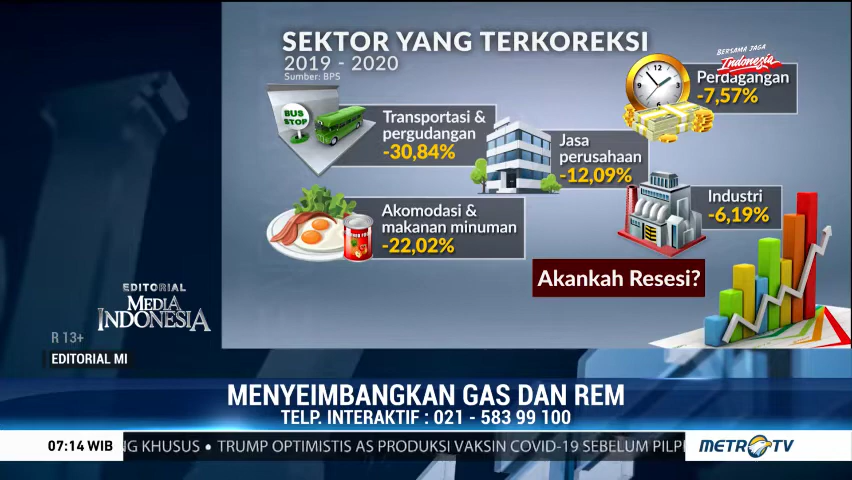 SEKTOR YANG TERKOREKSI
2019 - 2020
Sumber: BPS
BERSAMA JAGA
Indonesia
Perdagangan
-7,57%
BUS
STOP
Transportasi &
pergudangan
-30,84%
Jasa
perusahaan
-12,09%
Akomodasi &
makanan minuman
-22,02%
Industri
-6,19%
Akankah Resesi?
EDITORIAL
MEDIA
INDONESIA
R 13+
EDITORIAL MI
MENYEIMBANGKAN GAS DAN REM
TELP. INTERAKTIF : 021 - 583 99 100
07:14 WIB
NG KHUSUS • TRUMP OPTIMISTIS AS PRODUKSI VAKSIN COVID-19 SEBELUM PILP
METRO TV